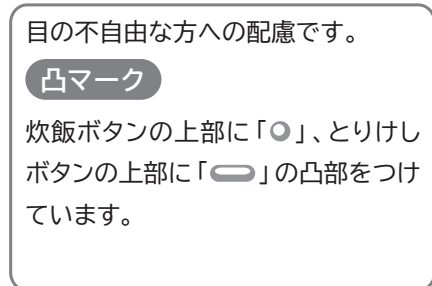 目の不自由な方への配慮です。
凸マーク
炊飯ボタンの上部に「○」、とりけし
ボタンの上部に「⬭」の凸部をつけ
ています。